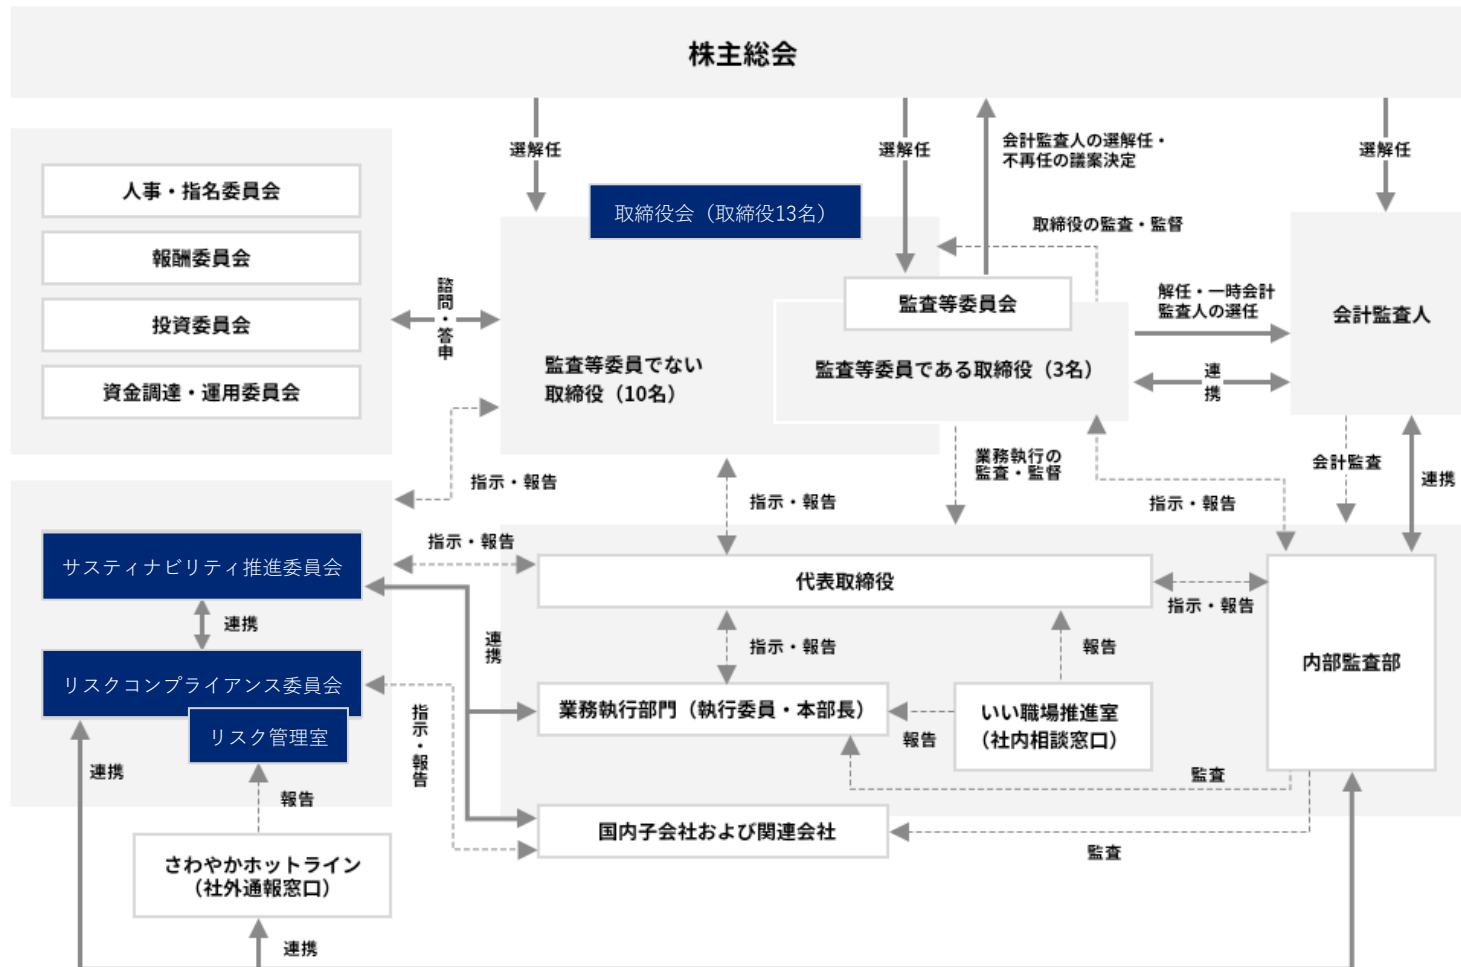 株主総会
選解任
選解任
会計監査人の選解任・
不再任の議案決定
選解任
人事・指名委員会
報酬委員会
投資委員会
資金調達・運用委員会
諮問・答申
取締役会（取締役13名）
取締役の監査・監督
監査等委員会
監査等委員でない
取締役（10名）
監査等委員である取締役（3名）
解任・一時会計
監査人の選任
連携
会計監査人
指示・報告
指示・報告
業務執行の
監査・監督
指示・報告
会計監査
連携
サスティナビリティ推進委員会
連携
リスクコンプライアンス委員会
リスク管理室
指示・報告
連携
指示・報告
代表取締役
指示・報告
指示・報告
報告
内部監査部
業務執行部門（執行委員・本部長）
報告
いい職場推進室
（社内相談窓口）
監査
連携
報告
国内子会社および関連会社
監査
さわやかホットライン
（社外通報窓口）
連携